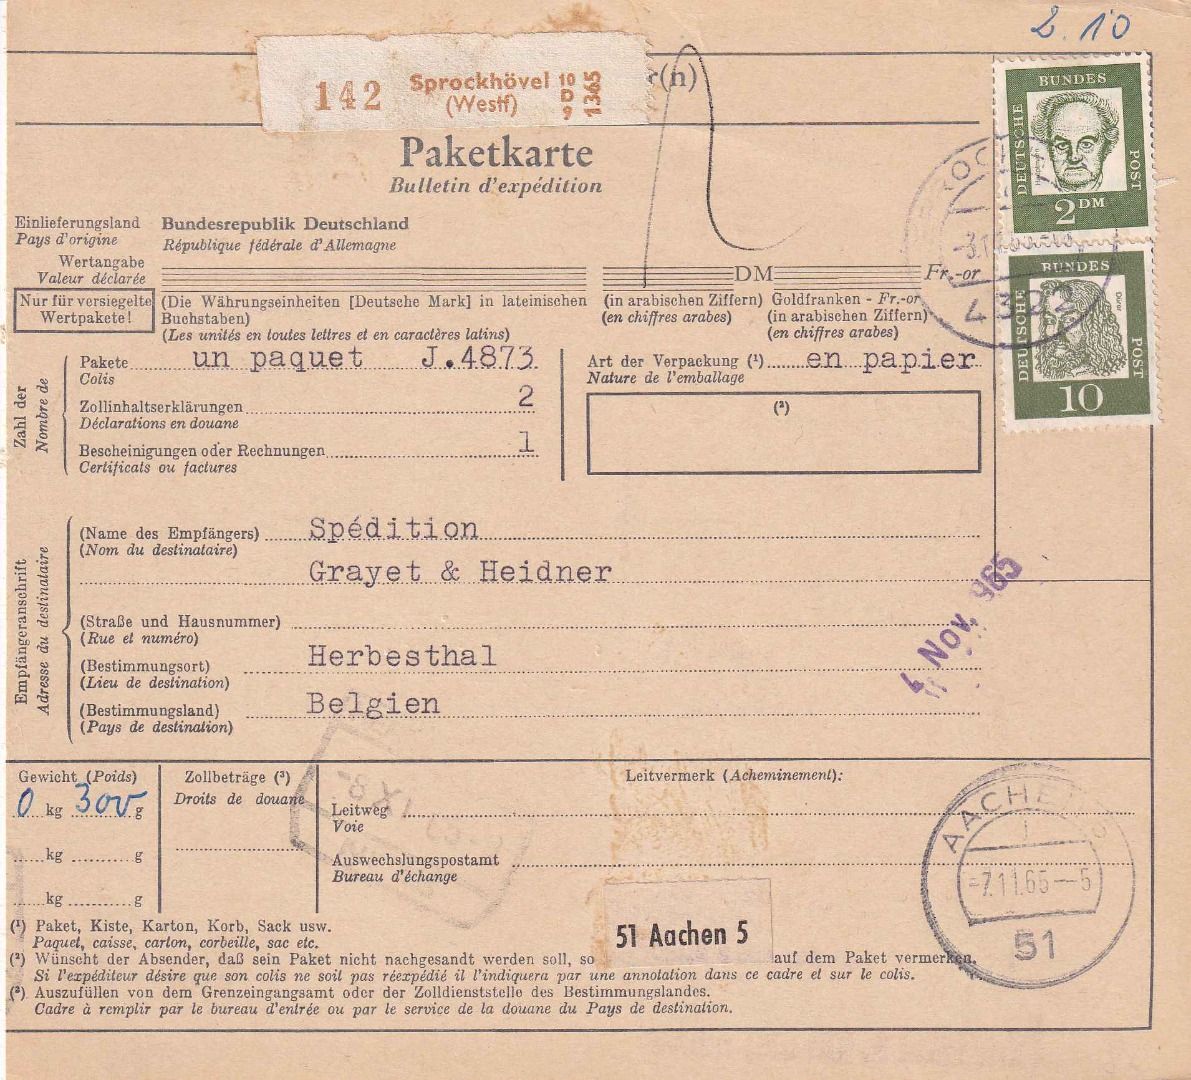 2.10
142 Sprockhövel (Westf) 10 D 9 1365
r(n)
BUNDES
DEUTSCHE
POST
2 DM
Paketkarte
Bulletin d'expédition
Einlieferungsland Bundesrepublik Deutschland
Pays d'origine République fédérale d'Allemagne
Wertangabe
Valeur déclarée DM Fr.-or
4322
BUNDES
DEUTSCHE
Dürer
POST
10
Nur für versiegelte Wertpakete!
(Die Währungseinheiten [Deutsche Mark] in lateinischen Buchstaben)
(Les unités en toutes lettres et en caractères latins)
(in arabischen Ziffern)
(en chiffres arabes)
Goldfranken - Fr.-or
(in arabischen Ziffern)
(en chiffres arabes)
Zahl der
Nombre de
Pakete un paquet J.4873
Colis
Art der Verpackung (¹) en papier
Nature de l'emballage
Zollinhaltserklärungen 2
Déclarations en douane
(²)
Bescheinigungen oder Rechnungen 1
Certificats ou factures
Empfängeranschrift
Adresse du destinataire
(Name des Empfängers) Spédition
(Nom du destinataire)
Grayet & Heidner
(Straße und Hausnummer)
(Rue et numéro)
(Bestimmungsort) Herbesthal
(Lieu de destination)
(Bestimmungsland) Belgien
(Pays de destination)
Nov. 965
Gewicht (Poids)
0 kg 300 g
kg g
kg g
Zollbeträge (³)
Droits de douane
Leitvermerk (Acheminement):
Leitweg
Voie
Auswechslungspostamt
Bureau d'échange
51 Aachen 5
AACHEN
-7.11.65--5
51
(¹) Paket, Kiste, Karton, Korb, Sack usw.
Paquet, caisse, carton, corbeille, sac etc.
(²) Wünscht der Absender, daß sein Paket nicht nachgesandt werden soll, so auf dem Paket vermerken.
Si l'expéditeur désire que son colis ne soit pas réexpédié il l'indiquera par une annotation dans ce cadre et sur le colis.
(³) Auszufüllen von dem Grenzeingangsamt oder der Zolldienststelle des Bestimmungslandes.
Cadre à remplir par le bureau d'entrée ou par le service de la douane du Pays de destination.